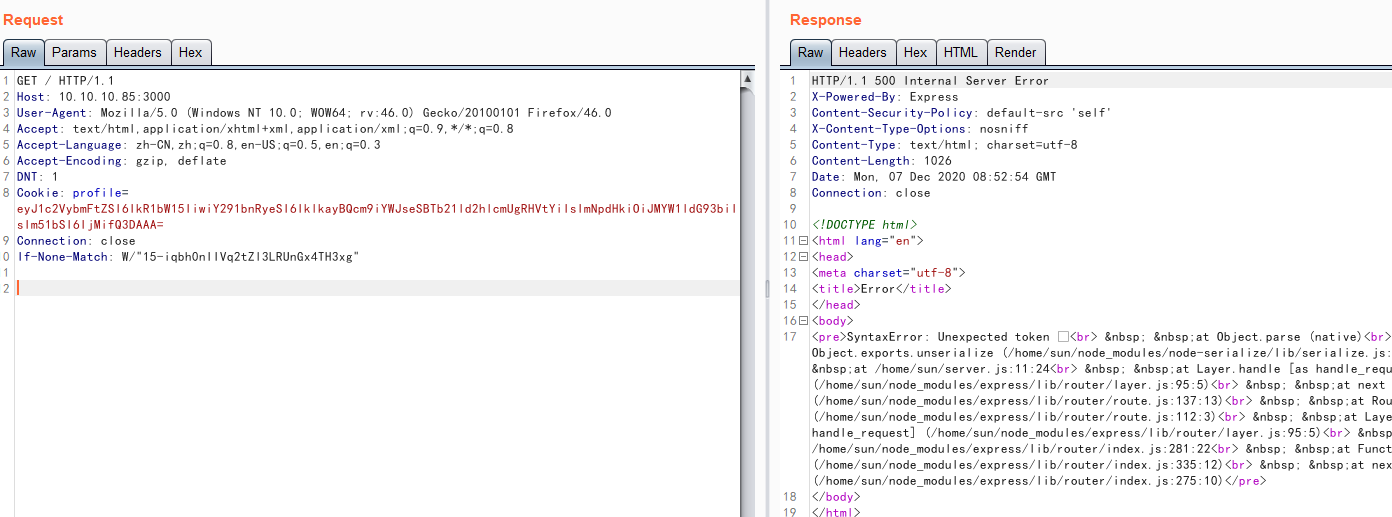 Request
Raw Params Headers Hex
1 GET / HTTP/1.1
2 Host: 10.10.10.85:3000
3 User-Agent: Mozilla/5.0 (Windows NT 10.0; WOW64; rv:46.0) Gecko/20100101 Firefox/46.0
4 Accept: text/html,application/xhtml+xml,application/xml;q=0.9,*/*;q=0.8
5 Accept-Language: zh-CN,zh;q=0.8,en-US;q=0.5,en;q=0.3
6 Accept-Encoding: gzip, deflate
7 DNT: 1
8 Cookie: profile=
eyJ1c2VybmFtZSI6IkR1bW15IiwiY291bnRyeSI6IklkayBQcm9iYWJseSBTb21ld2hlcmUgRHVtYiIsImNpdHkiOiJMYW1ldG93biI
sIm51bSI6IjMifQ3DAAA=
9 Connection: close
0 If-None-Match: W/"15-iqbh0nIIVq2tZl3LRUnGx4TH3xg"
1
2
Response
Raw Headers Hex HTML Render
1 HTTP/1.1 500 Internal Server Error
2 X-Powered-By: Express
3 Content-Security-Policy: default-src 'self'
4 X-Content-Type-Options: nosniff
5 Content-Type: text/html; charset=utf-8
6 Content-Length: 1026
7 Date: Mon, 07 Dec 2020 08:52:54 GMT
8 Connection: close
9
10 <!DOCTYPE html>
11 <html lang="en">
12 <head>
13 <meta charset="utf-8">
14 <title>Error</title>
15 </head>
16 <body>
17 <pre>SyntaxError: Unexpected token □<br> &nbsp; &nbsp;at Object.parse (native)<br>
Object.exports.unserialize (/home/sun/node_modules/node-serialize/lib/serialize.js:
&nbsp;at /home/sun/server.js:11:24<br> &nbsp; &nbsp;at Layer.handle [as handle_requ
(/home/sun/node_modules/express/lib/router/layer.js:95:5)<br> &nbsp; &nbsp;at next
(/home/sun/node_modules/express/lib/router/route.js:137:13)<br> &nbsp; &nbsp;at Rou
(/home/sun/node_modules/express/lib/router/route.js:112:3)<br> &nbsp; &nbsp;at Laye
handle_request] (/home/sun/node_modules/express/lib/router/layer.js:95:5)<br> &nbsp
/home/sun/node_modules/express/lib/router/index.js:281:22<br> &nbsp; &nbsp;at Funct
(/home/sun/node_modules/express/lib/router/index.js:335:12)<br> &nbsp; &nbsp;at nex
(/home/sun/node_modules/express/lib/router/index.js:275:10)</pre>
18 </body>
19 </html>